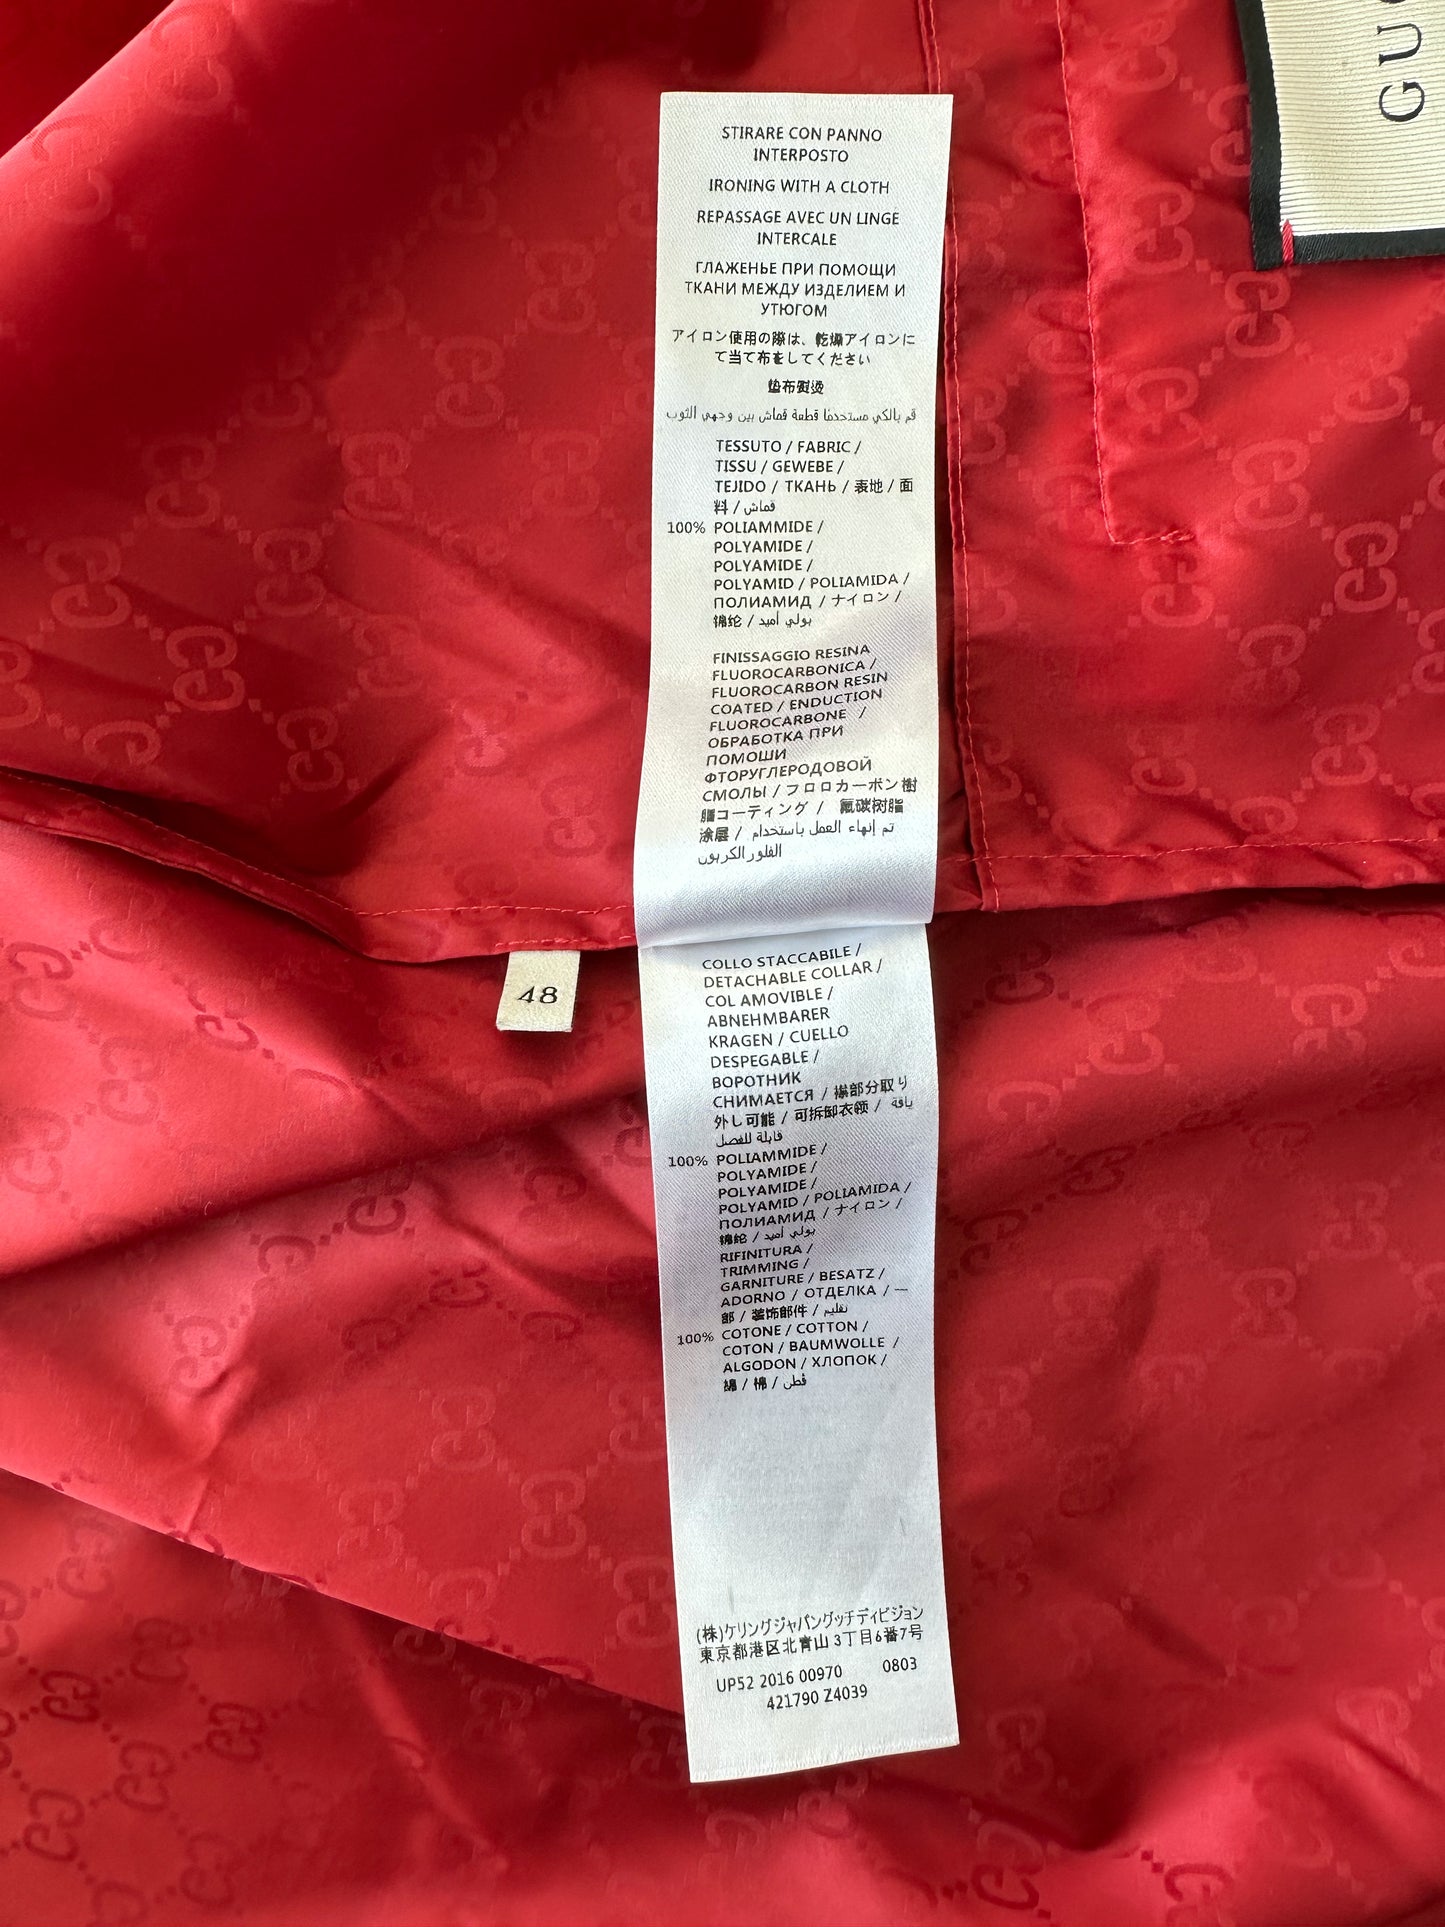 GUC
STIRARE CON PANNO
INTERPOSTO
IRONING WITH A CLOTH
REPASSAGE AVEC UN LINGE
INTERCALE
ГЛАЖЕНЬЕ ПРИ ПОМОЩИ
ТКАНИ МЕЖДУ ИЗДЕЛИЕМ И
УТЮГОМ
アイロン使用の際は、乾燥アイロンに
て当て布をしてください
垫布熨烫
قم بالكي مستخدمًا قطعة قماش بين وجهي الثوب
TESSUTO / FABRIC /
TISSU / GEWEBE /
TEJIDO / ТКАНЬ / 表地 / 面
料 / قماش
100% POLIAMMIDE /
POLYAMIDE /
POLYAMIDE /
POLYAMID / POLIAMIDA /
ПОЛИАМИД / ナイロン /
锦纶 / بولي أميد
FINISSAGGIO RESINA
FLUOROCARBONICA /
FLUOROCARBON RESIN
COATED / ENDUCTION
FLUOROCARBONE /
ОБРАБОТКА ПРИ
ПОМОШИ
ФТОРУГЛЕРОДОВОЙ
СМОЛЫ / フロロカーボン樹
脂コーティング / 氟碳树脂
涂层 / تم إنهاء العمل باستخدام
الفلور الكربون
48
COLLO STACCABILE /
DETACHABLE COLLAR /
COL AMOVIBLE /
ABNEHMBARER
KRAGEN / CUELLO
DESPEGABLE /
ВОРОТНИК
СНИМАЕТСЯ / 襟部分取り
外し可能 / 可拆卸衣领 / ياقة
قابلة للفصل
100% POLIAMMIDE /
POLYAMIDE /
POLYAMIDE /
POLYAMID / POLIAMIDA /
ПОЛИАМИД / ナイロン /
锦纶 / بولي أميد
RIFINITURA /
TRIMMING /
GARNITURE / BESATZ /
ADORNO / ОТДЕЛКА / 一
部 / 装饰部件 / تقليم
100% COTONE / COTTON /
COTON / BAUMWOLLE /
ALGODON / ХЛОПОК /
綿 / 棉 / قطن
(株)ケリングジャパングッチディビジョン
東京都港区北青山 3丁目6番7号
UP52 2016 00970 0803
421790 Z4039